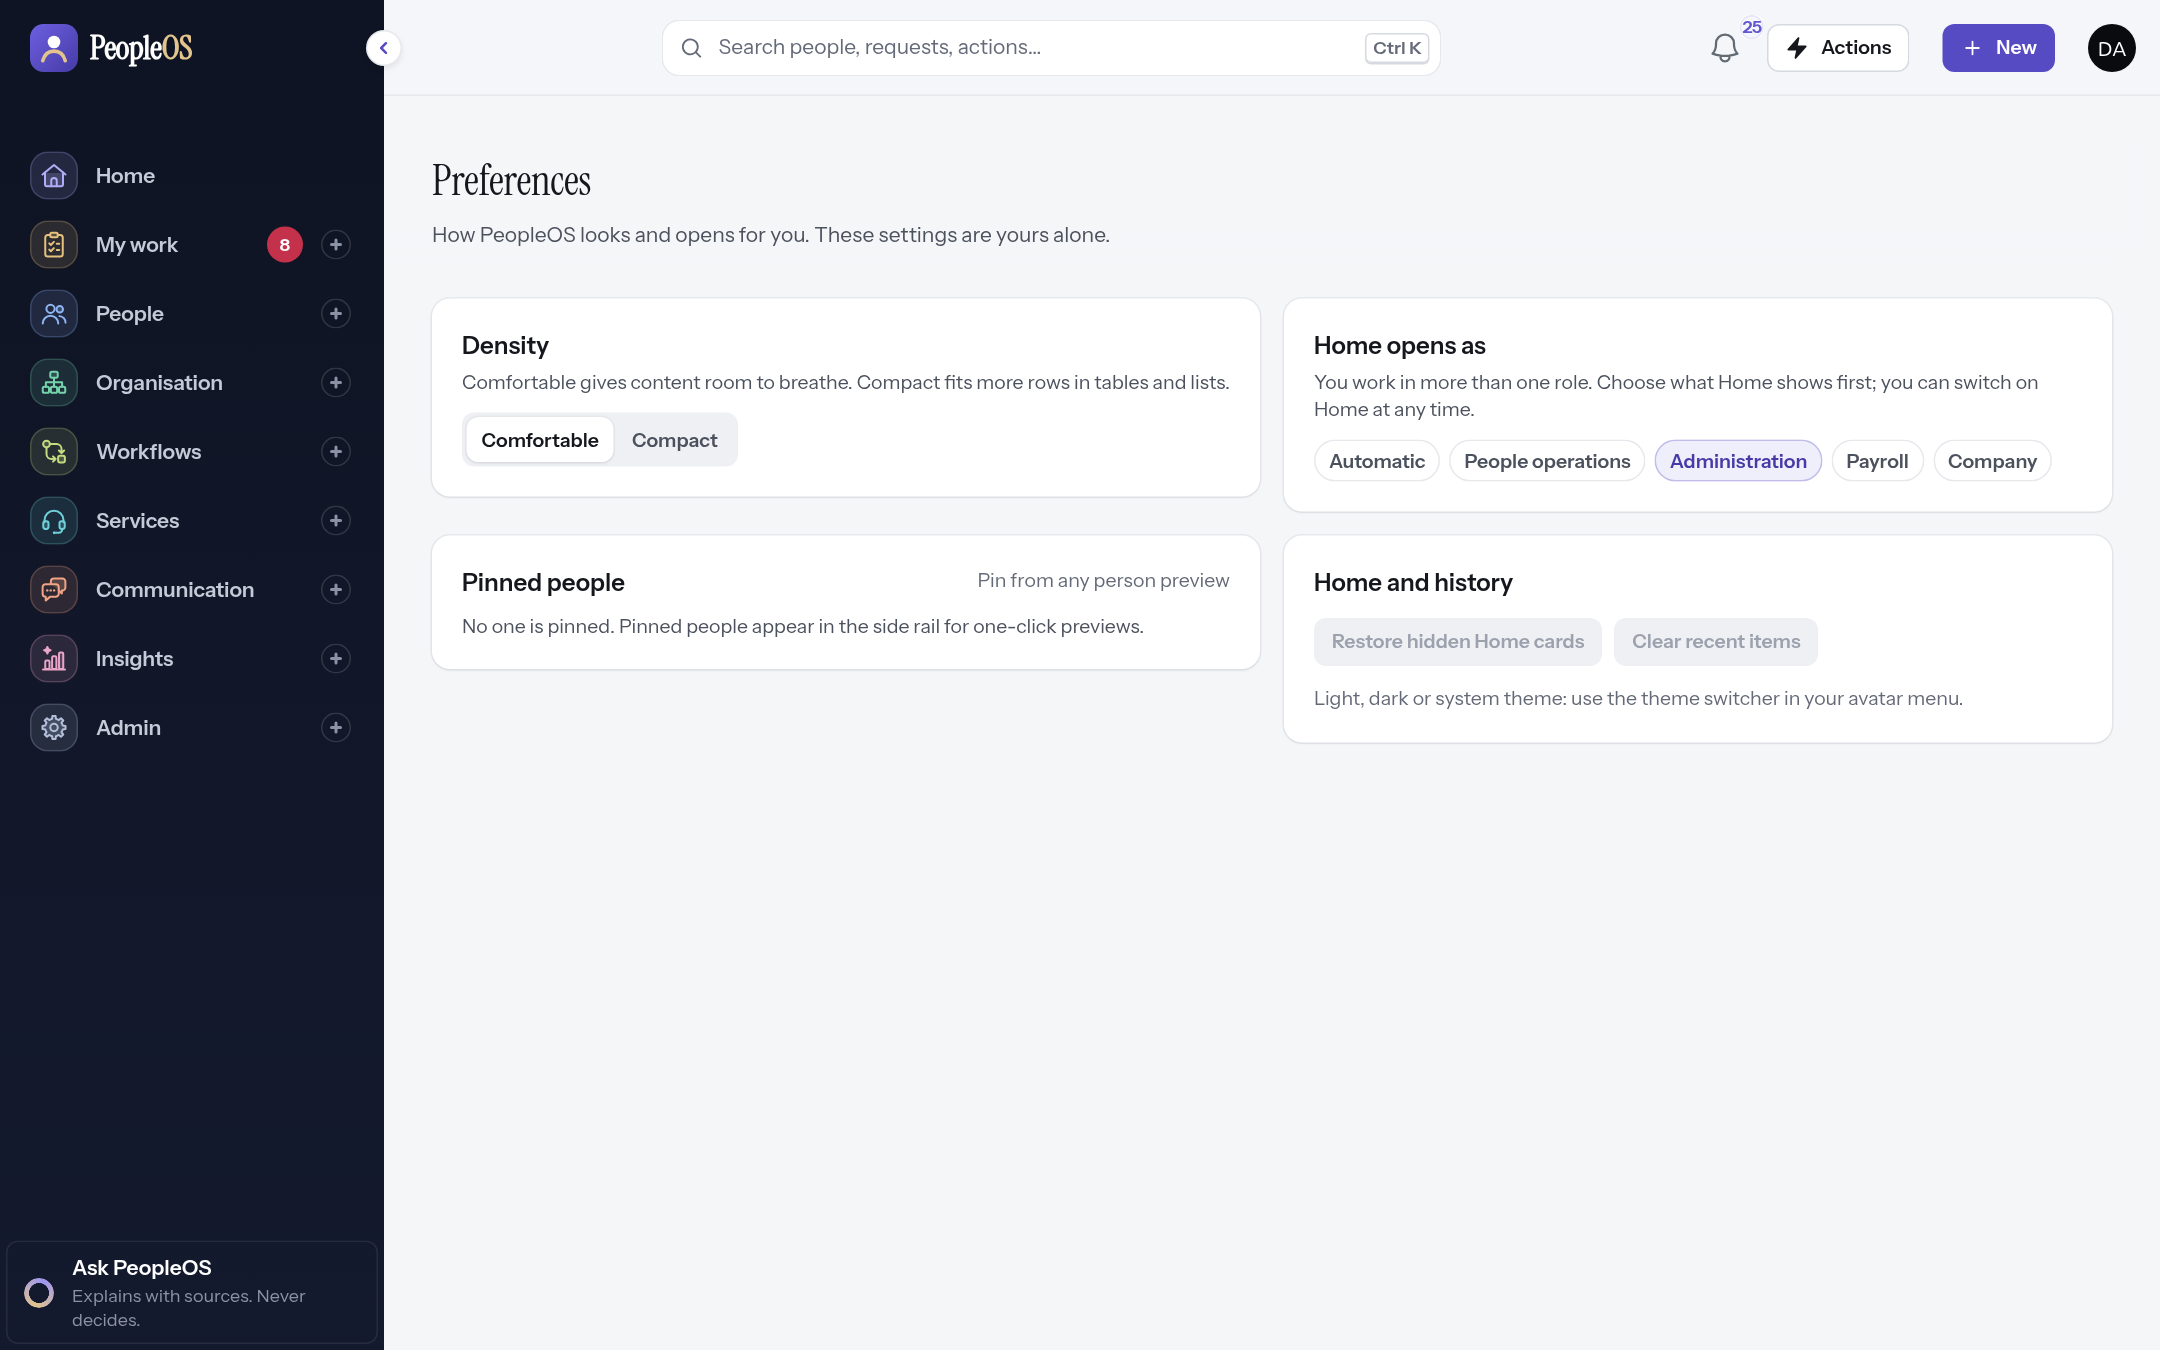 PeopleOS
Search people, requests, actions...
Ctrl K
25
Actions
New
DA
Home
My work
8
People
Organisation
Workflows
Services
Communication
Insights
Admin
Ask PeopleOS
Explains with sources. Never
decides.
Preferences
How PeopleOS looks and opens for you. These settings are yours alone.
Density
Comfortable gives content room to breathe. Compact fits more rows in tables and lists.
Comfortable
Compact
Home opens as
You work in more than one role. Choose what Home shows first; you can switch on
Home at any time.
Automatic
People operations
Administration
Payroll
Company
Pinned people
Pin from any person preview
No one is pinned. Pinned people appear in the side rail for one-click previews.
Home and history
Restore hidden Home cards
Clear recent items
Light, dark or system theme: use the theme switcher in your avatar menu.